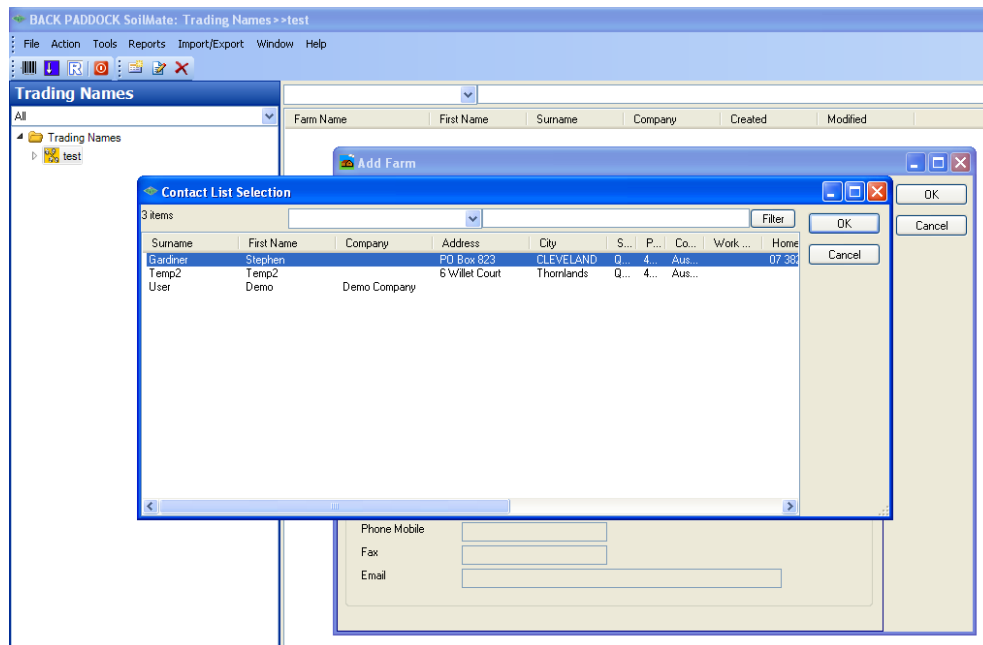 BACK PADDOCK SoilMate: Trading Names>>test
File Action Tools Reports Import/Export Window Help
Trading Names
All
Trading Names
test
Farm Name First Name Surname Company Created Modified
Add Farm
OK
Cancel
Contact List Selection
3 items Filter
OK
Cancel
Surname First Name Company Address City S... P... Co... Work ... Home
Gardiner Stephen PO Box 823 CLEVELAND Q... 4... Aus... 07 382
Temp2 Temp2 6 Willet Court Thornlands Q... 4... Aus...
User Demo Demo Company
Phone Mobile
Fax
Email